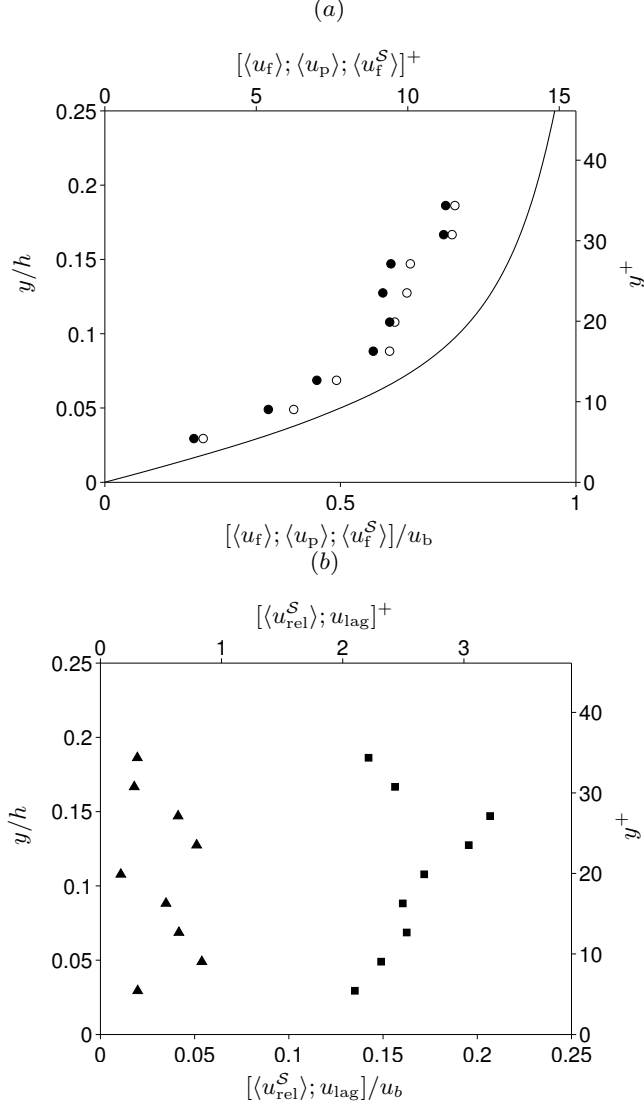 (a)
[⟨u_f⟩; ⟨u_p⟩; ⟨u_f^𝒮⟩]^+
0 5 10 15
0.25
0.2
0.15
0.1
0.05
0
y/h
40
30
20
10
0
y^+
0 0.5 1
[⟨u_f⟩; ⟨u_p⟩; ⟨u_f^𝒮⟩]/u_b
(b)
[⟨u_rel^𝒮⟩; u_lag]^+
0 1 2 3
0.25
0.2
0.15
0.1
0.05
0
y/h
40
30
20
10
0
y^+
0 0.05 0.1 0.15 0.2 0.25
[⟨u_rel^𝒮⟩; u_lag]/u_b